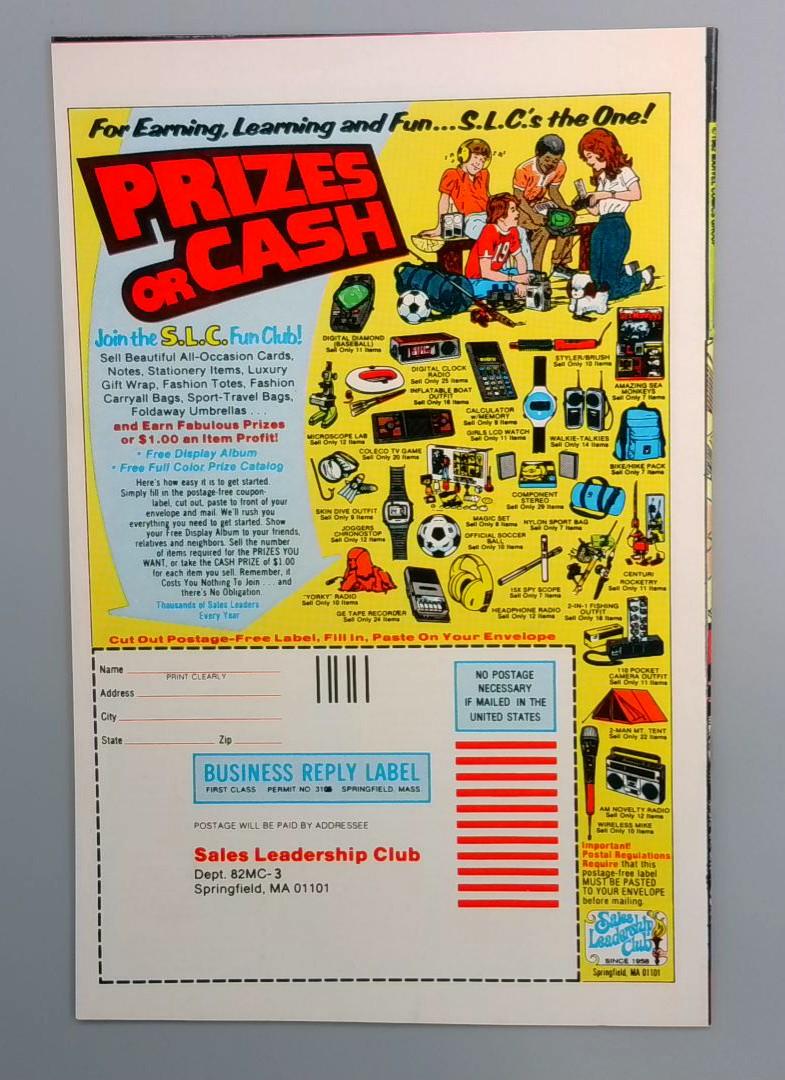 For Earning, Learning and Fun...S.L.C.'s the One!
PRIZES
OR CASH
Join the S.L.C. Fun Club!
Sell Beautiful All-Occasion Cards,
Notes, Stationery Items, Luxury
Gift Wrap, Fashion Totes, Fashion
Carryall Bags, Sport-Travel Bags,
Foldaway Umbrellas . . .
and Earn Fabulous Prizes
or $1.00 an Item Profit!
• Free Display Album
• Free Full Color Prize Catalog
Here's how easy it is to get started.
Simply fill in the postage-free coupon-
label, cut out, paste to front of your
envelope and mail. We'll rush you
everything you need to get started. Show
your Free Display Album to your friends,
relatives and neighbors. Sell the number
of items required for the PRIZES YOU
WANT, or take the CASH PRIZE of $1.00
for each item you sell. Remember, it
Costs You Nothing To Join . . . and
there's No Obligation.
Thousands of Sales Leaders
Every Year
19
DIGITAL DIAMOND
(BASEBALL)
Sell Only 11 Items
DIGITAL CLOCK
RADIO
Sell Only 25 Items
STYLER/BRUSH
Sell Only 10 Items
AMAZING SEA
MONKEYS
Sell Only 7 Items
INFLATABLE BOAT
OUTFIT
Sell Only 16 Items
CALCULATOR
w/MEMORY
Sell Only 9 Items
MICROSCOPE LAB
Sell Only 12 Items
GIRLS LCD WATCH
Sell Only 11 Items
WALKIE-TALKIES
Sell Only 14 Items
COLECO TV GAME
Sell Only 20 Items
BIKE/HIKE PACK
Sell Only 7 Items
COMPONENT
STEREO
Sell Only 29 Items
SKIN DIVE OUTFIT
Sell Only 9 Items
MAGIC SET
Sell Only 8 Items
NYLON SPORT BAG
Sell Only 7 Items
JOGGERS
CHRONOSTOP
Sell Only 12 Items
OFFICIAL SOCCER
BALL
Sell Only 10 Items
CENTURI
ROCKETRY
Sell Only 11 Items
"YORKY" RADIO
Sell Only 10 Items
15X SPY SCOPE
Sell Only 7 Items
GE TAPE RECORDER
Sell Only 24 Items
HEADPHONE RADIO
Sell Only 12 Items
2-IN-1 FISHING
OUTFIT
Sell Only 16 Items
110 POCKET
CAMERA OUTFIT
Sell Only 11 Items
2-MAN MT. TENT
Sell Only 22 Items
AM NOVELTY RADIO
Sell Only 12 Items
WIRELESS MIKE
Sell Only 10 Items
Important!
Postal Regulations
Require that this
postage-free label
MUST BE PASTED
TO YOUR ENVELOPE
before mailing.
Sales
Leadership
Club
SINCE 1958
Springfield, MA 01101
Cut Out Postage-Free Label, Fill In, Paste On Your Envelope
Name
PRINT CLEARLY
Address
City
State Zip
NO POSTAGE
NECESSARY
IF MAILED IN THE
UNITED STATES
BUSINESS REPLY LABEL
FIRST CLASS PERMIT NO. SPRINGFIELD, MASS.
POSTAGE WILL BE PAID BY ADDRESSEE
Sales Leadership Club
Dept. 82MC-3
Springfield, MA 01101